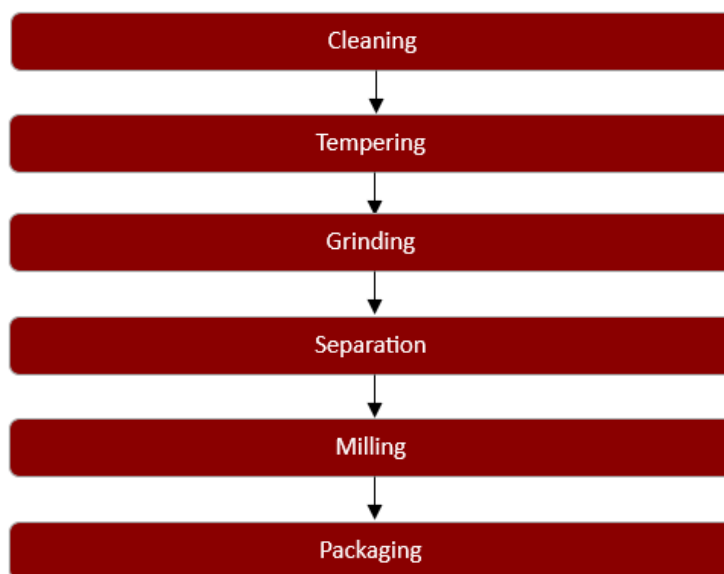 Cleaning
Tempering
Grinding
Separation
Milling
Packaging